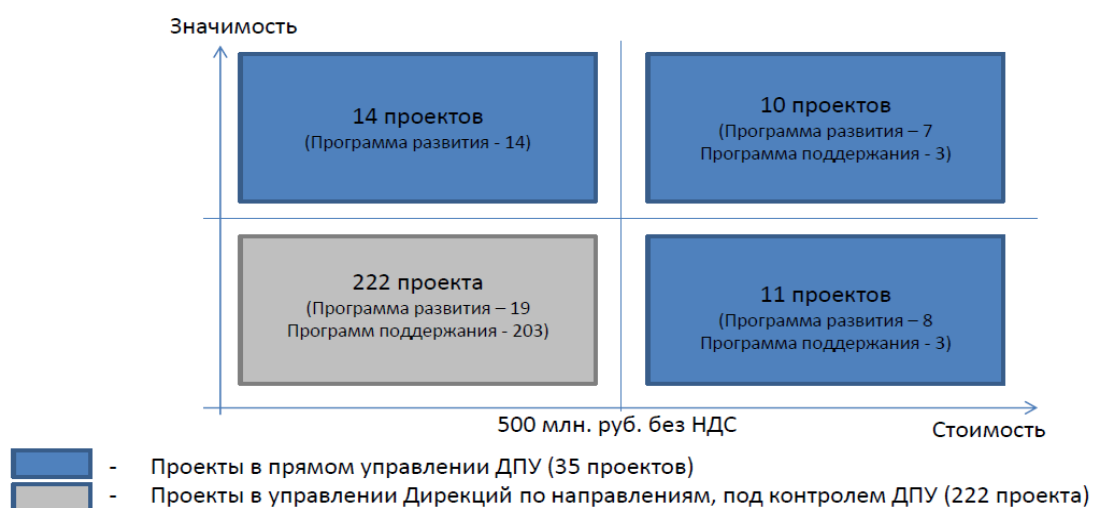 Значимость
14 проектов
(Программа развития - 14)
10 проектов
(Программа развития – 7
Программа поддержания - 3)
222 проекта
(Программа развития – 19
Программ поддержания - 203)
11 проектов
(Программа развития – 8
Программа поддержания - 3)
500 млн. руб. без НДС
Стоимость
- Проекты в прямом управлении ДПУ (35 проектов)
- Проекты в управлении Дирекций по направлениям, под контролем ДПУ (222 проекта)